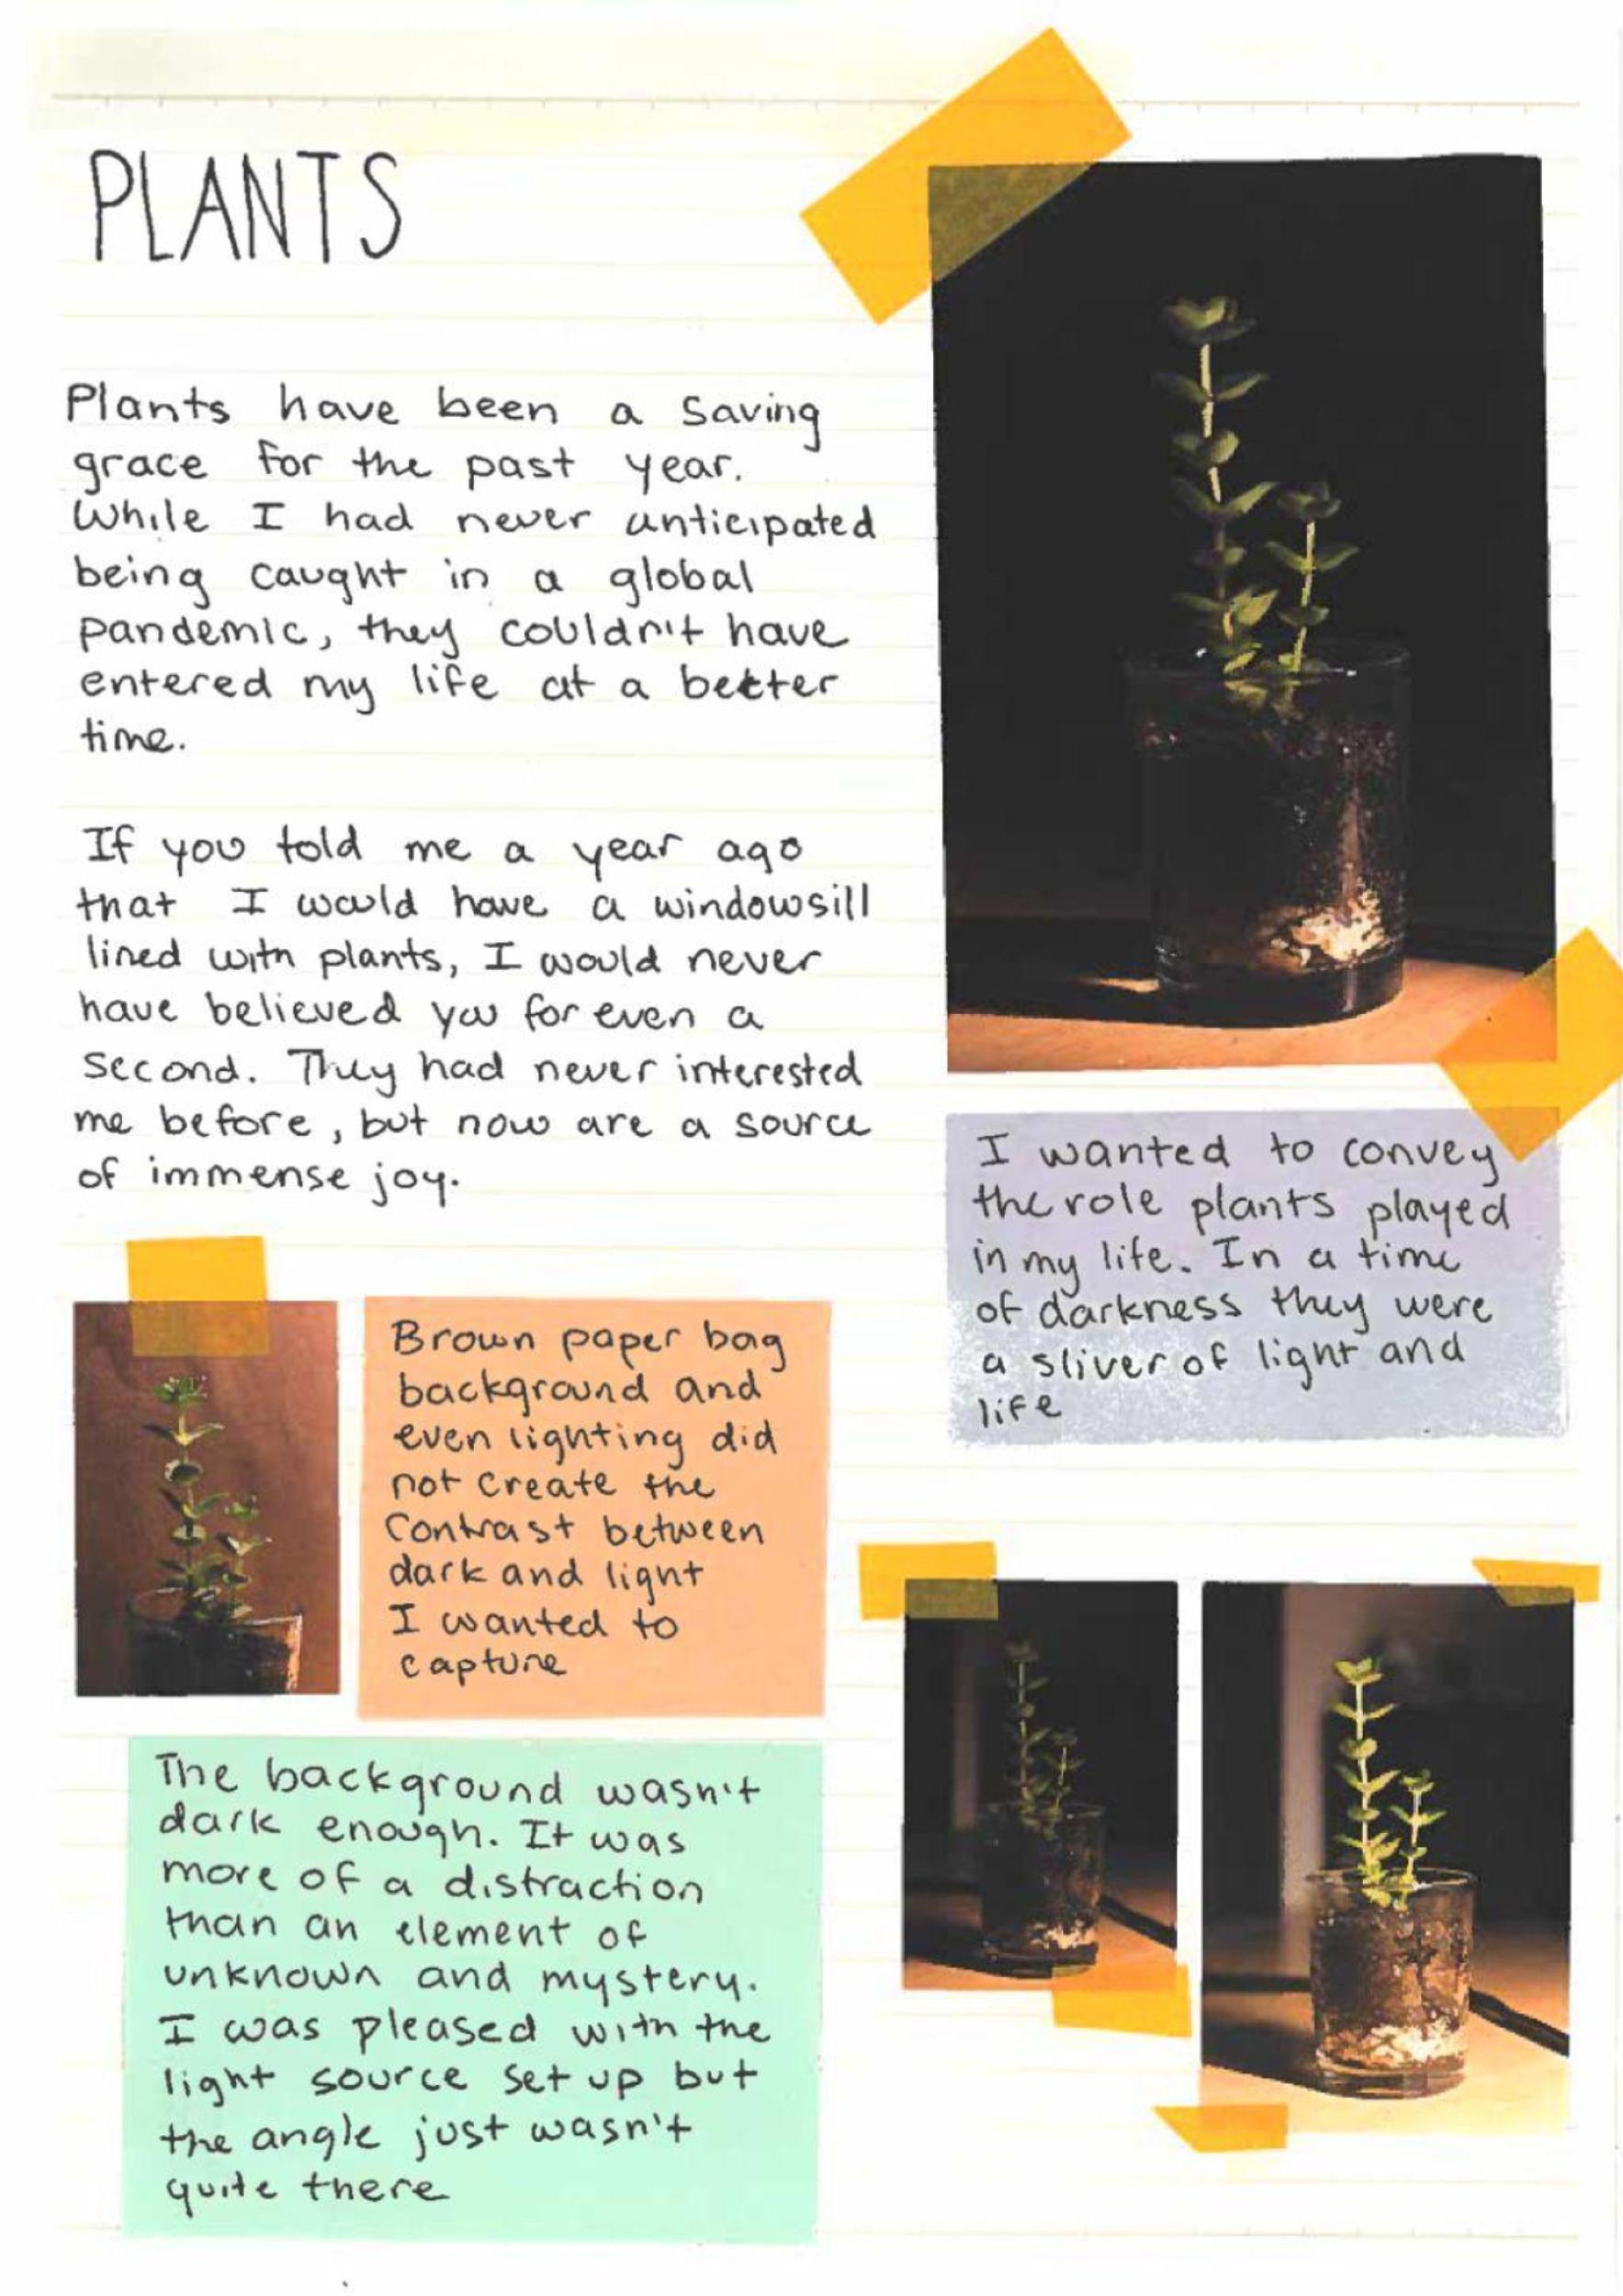 PLANTS
Plants have been a saving
grace for the past year.
While I had never anticipated
being caught in a global
pandemic, they couldn't have
entered my life at a better
time.
If you told me a year ago
that I would have a windowsill
lined with plants, I would never
have believed you for even a
second. They had never interested
me before, but now are a source
of immense joy.
I wanted to convey
the role plants played
in my life. In a time
of darkness they were
a sliver of light and
life
Brown paper bag
background and
even lighting did
not create the
contrast between
dark and light
I wanted to
capture
The background wasn't
dark enough. It was
more of a distraction
than an element of
unknown and mystery.
I was pleased with the
light source set up but
the angle just wasn't
quite there